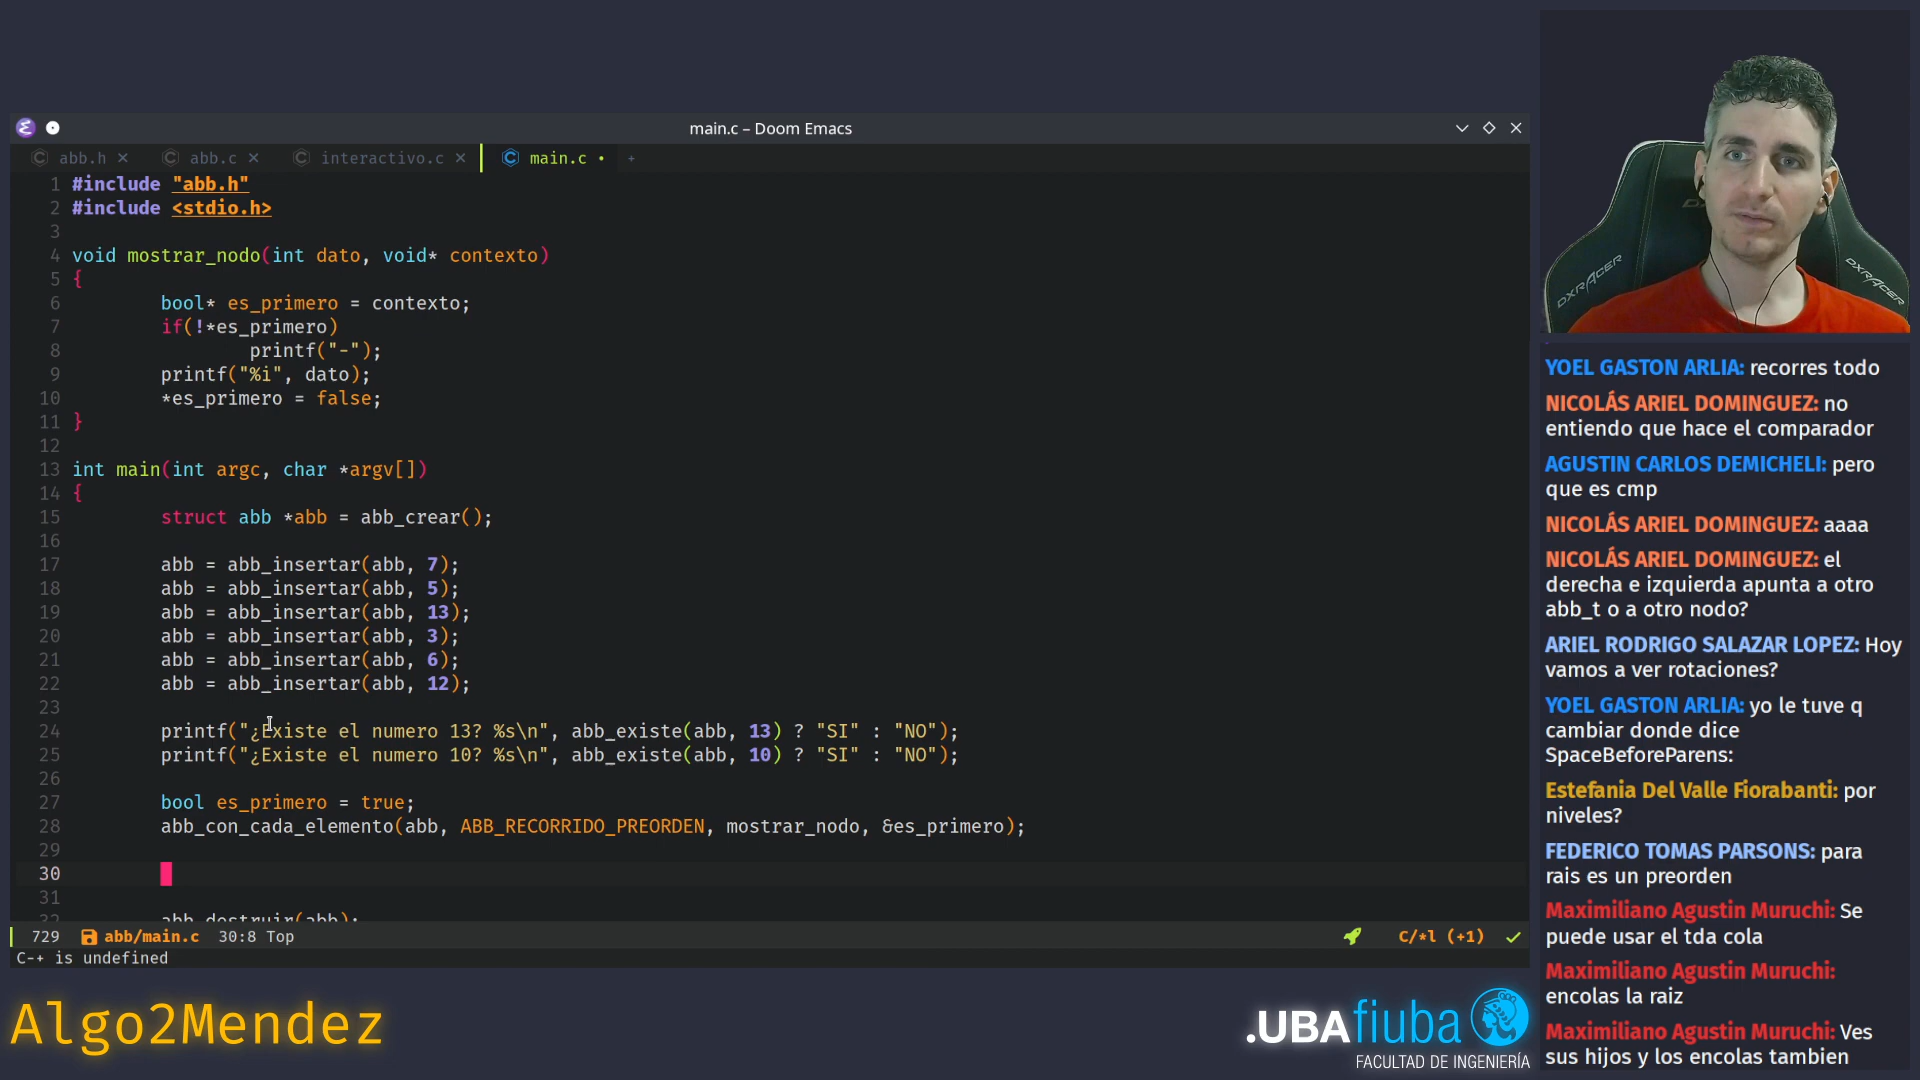 main.c – Doom Emacs
abb.h
abb.c
interactivo.c
main.c
+
1 #include "abb.h"
2 #include <stdio.h>
3
4 void mostrar_nodo(int dato, void* contexto)
5 {
6 bool* es_primero = contexto;
7 if(!*es_primero)
8 printf("-");
9 printf("%i", dato);
10 *es_primero = false;
11 }
12
13 int main(int argc, char *argv[])
14 {
15 struct abb *abb = abb_crear();
16
17 abb = abb_insertar(abb, 7);
18 abb = abb_insertar(abb, 5);
19 abb = abb_insertar(abb, 13);
20 abb = abb_insertar(abb, 3);
21 abb = abb_insertar(abb, 6);
22 abb = abb_insertar(abb, 12);
23
24 printf("¿Existe el numero 13? %s\n", abb_existe(abb, 13) ? "SI" : "NO");
25 printf("¿Existe el numero 10? %s\n", abb_existe(abb, 10) ? "SI" : "NO");
26
27 bool es_primero = true;
28 abb_con_cada_elemento(abb, ABB_RECORRIDO_PREORDEN, mostrar_nodo, &es_primero);
29
30
31
32 abb_destruir(abb);
729 abb/main.c 30:8 Top C/*l (+1)
C-+ is undefined
Algo2Mendez
.UBAfiuba
FACULTAD DE INGENIERÍA
DXRACER
DXRACER
YOEL GASTON ARLIA: recorres todo
NICOLÁS ARIEL DOMINGUEZ: no
entiendo que hace el comparador
AGUSTIN CARLOS DEMICHELI: pero
que es cmp
NICOLÁS ARIEL DOMINGUEZ: aaaa
NICOLÁS ARIEL DOMINGUEZ: el
derecha e izquierda apunta a otro
abb_t o a otro nodo?
ARIEL RODRIGO SALAZAR LOPEZ: Hoy
vamos a ver rotaciones?
YOEL GASTON ARLIA: yo le tuve q
cambiar donde dice
SpaceBeforeParens:
Estefania Del Valle Fiorabanti: por
niveles?
FEDERICO TOMAS PARSONS: para
rais es un preorden
Maximiliano Agustin Muruchi: Se
puede usar el tda cola
Maximiliano Agustin Muruchi:
encolas la raiz
Maximiliano Agustin Muruchi: Ves
sus hijos y los encolas tambien